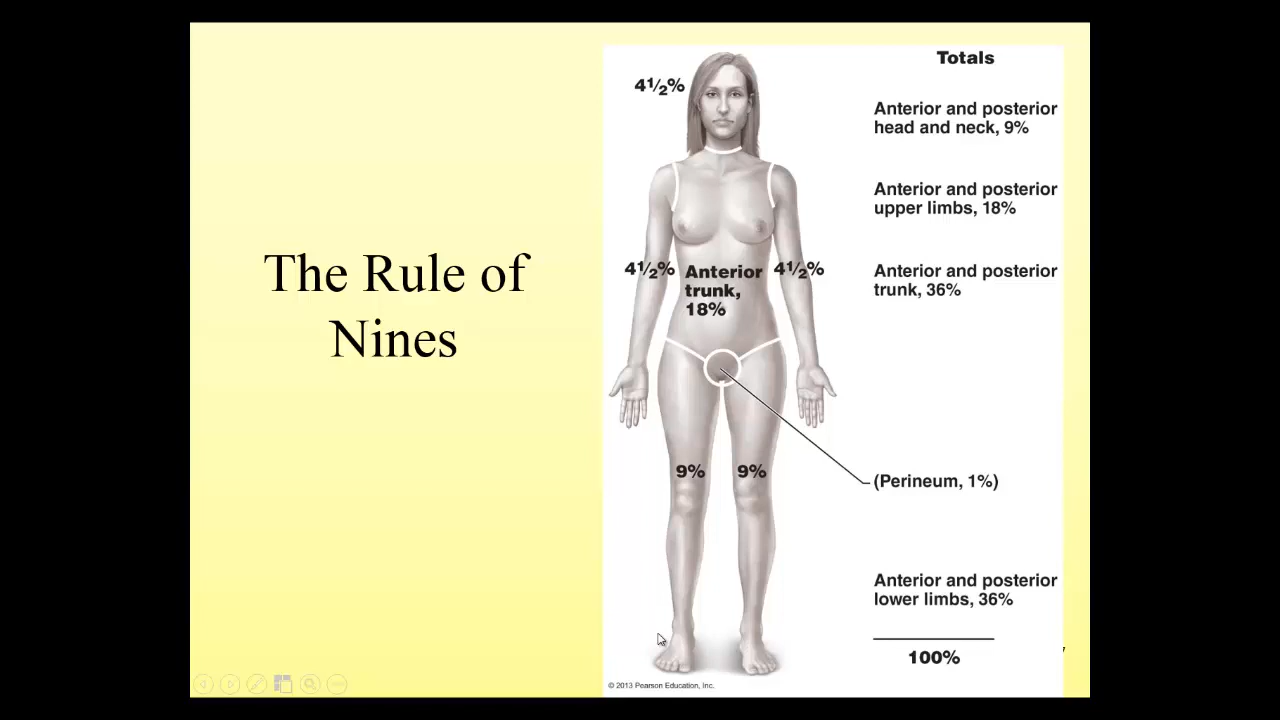 The Rule of
Nines
Totals
4½%
Anterior and posterior
head and neck, 9%
Anterior and posterior
upper limbs, 18%
4½%
Anterior
trunk,
18%
4½%
Anterior and posterior
trunk, 36%
9%
9%
(Perineum, 1%)
Anterior and posterior
lower limbs, 36%
100%
7
© 2013 Pearson Education, Inc.